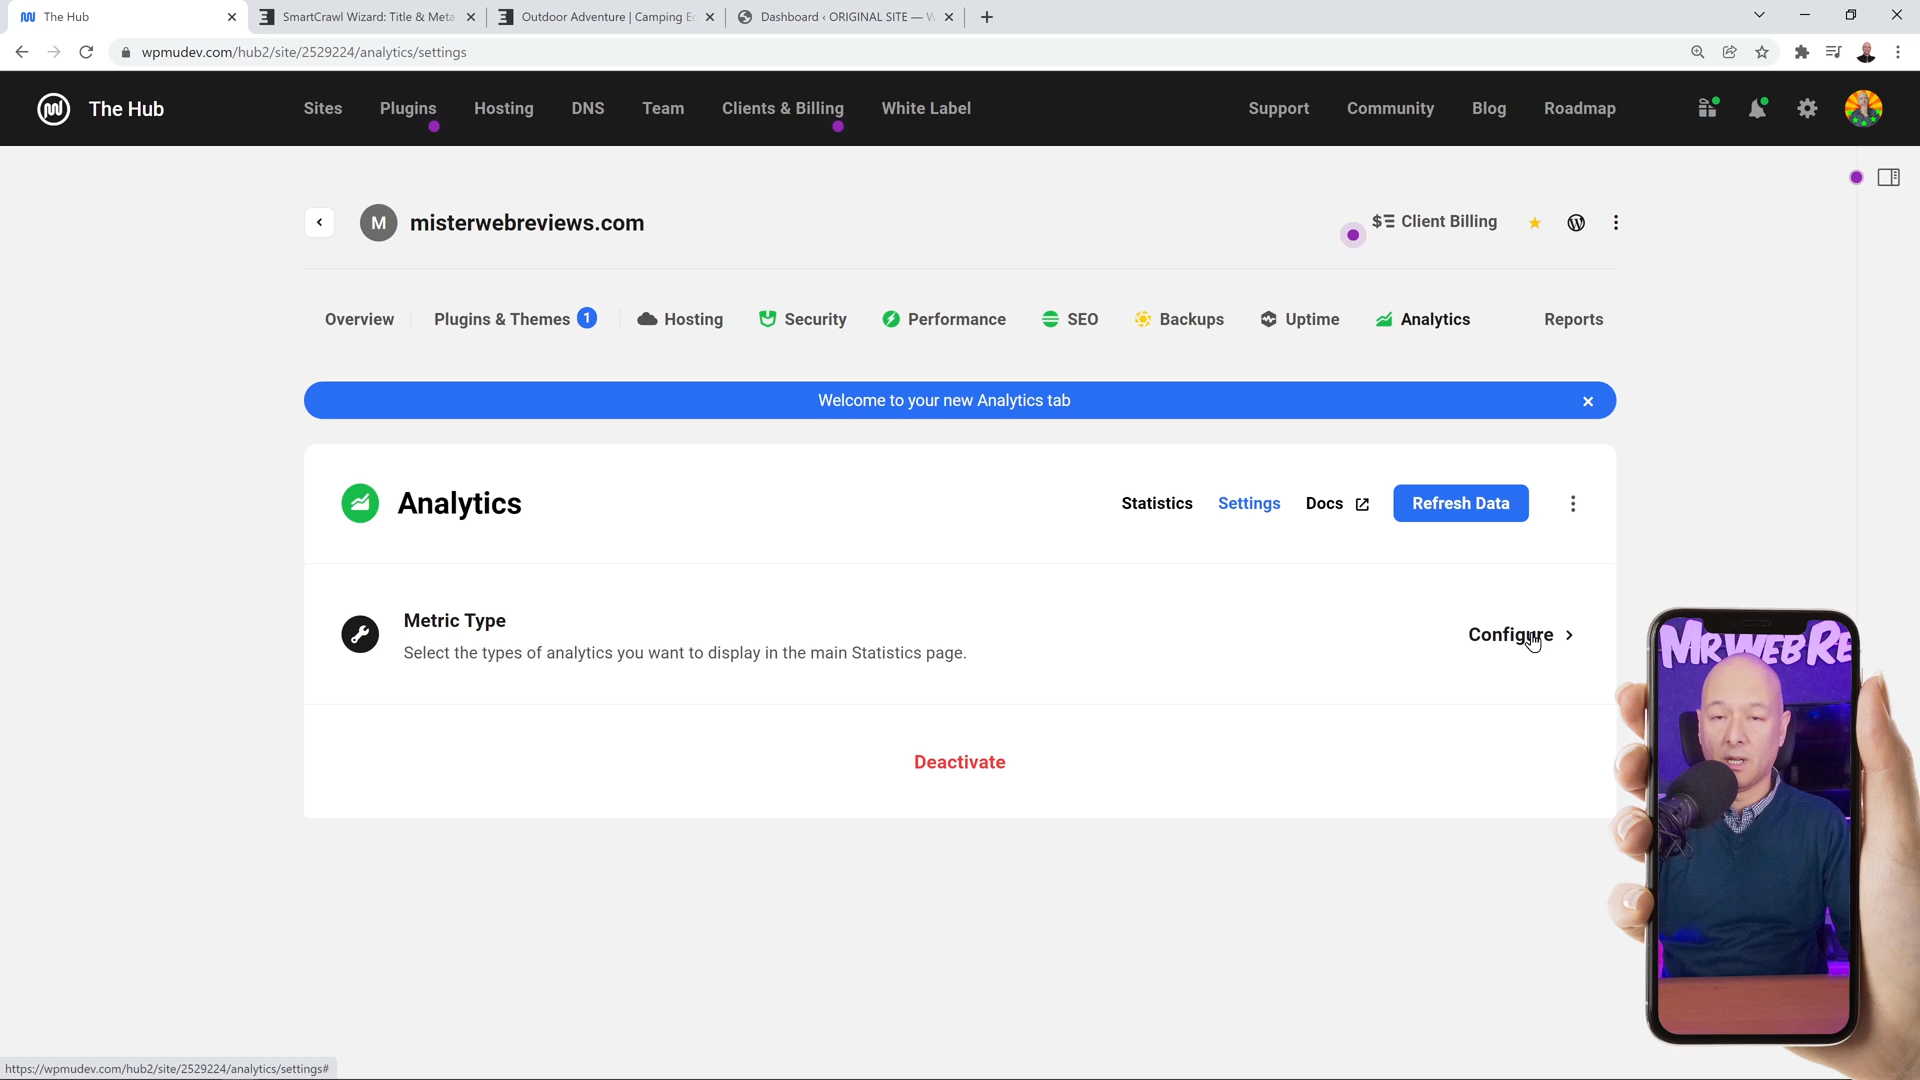 The Hub
SmartCrawl Wizard: Title & Meta
Outdoor Adventure | Camping Ec
Dashboard ‹ ORIGINAL SITE — W
wpmudev.com/hub2/site/2529224/analytics/settings
The Hub
Sites
Plugins
Hosting
DNS
Team
Clients & Billing
White Label
Support
Community
Blog
Roadmap
M
misterwebreviews.com
Client Billing
Overview
Plugins & Themes 1
Hosting
Security
Performance
SEO
Backups
Uptime
Analytics
Reports
Welcome to your new Analytics tab
Analytics
Statistics
Settings
Docs
Refresh Data
Metric Type
Select the types of analytics you want to display in the main Statistics page.
Configure
Deactivate
MRWEBRE
https://wpmudev.com/hub2/site/2529224/analytics/settings#